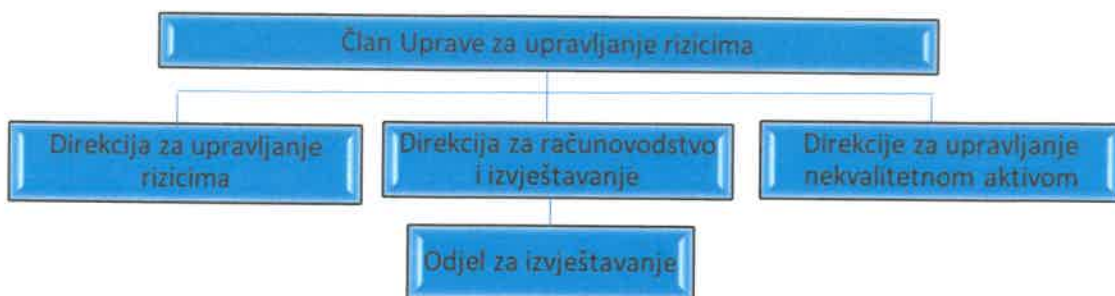 Član Uprave za upravljanje rizicima
Direkcija za upravljanje
rizicima
Direkcija za računovodstvo
i izvještavanje
Direkcije za upravljanje
nekvalitetnom aktivom
Odjel za izvještavanje